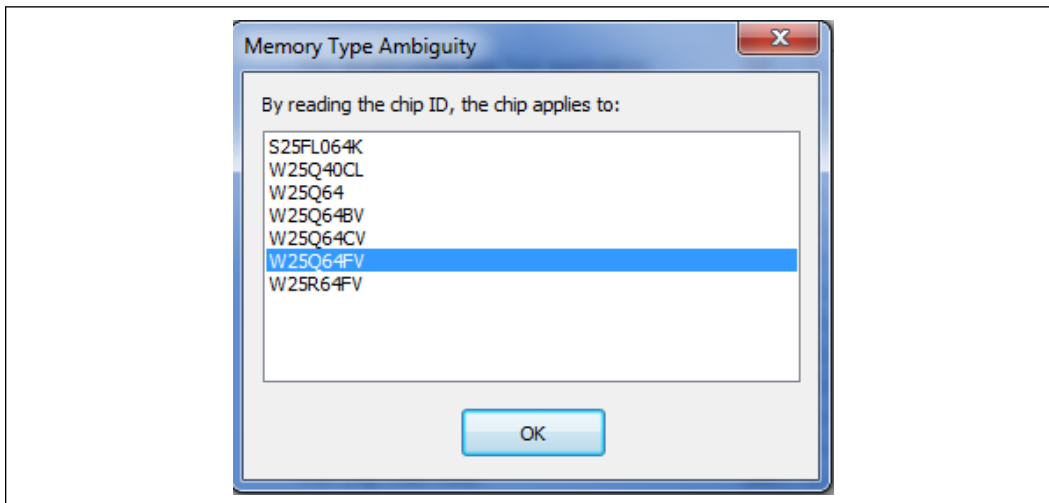 Memory Type Ambiguity
By reading the chip ID, the chip applies to:
S25FL064K
W25Q40CL
W25Q64
W25Q64BV
W25Q64CV
W25Q64FV
W25R64FV
OK